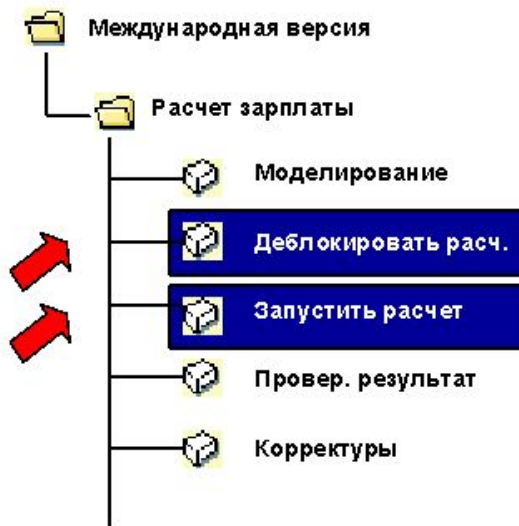 Международная версия
Расчет зарплаты
Моделирование
Деблокировать расч.
Запустить расчет
Провер. результат
Корректуры